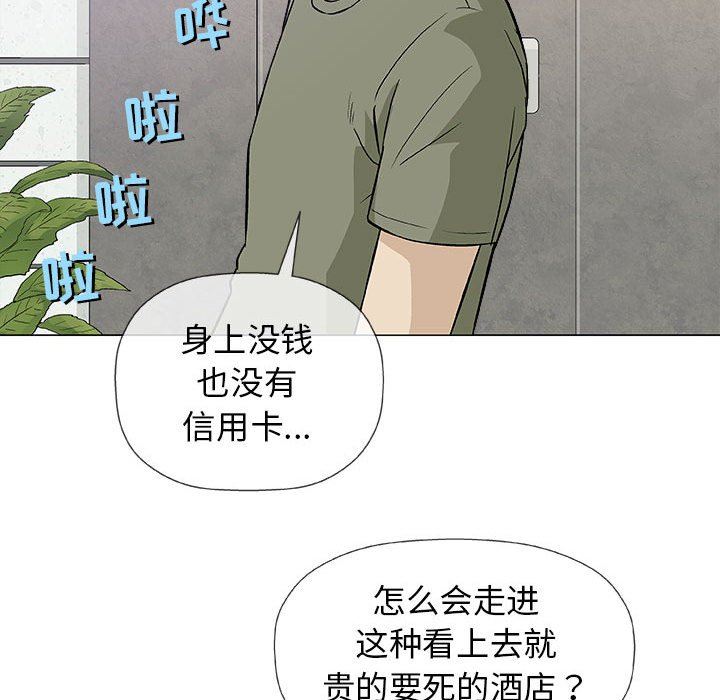 哗
啦
啦
啦
身上没钱
也没有
信用卡...
怎么会走进
这种看上去就
贵的要死的酒店？